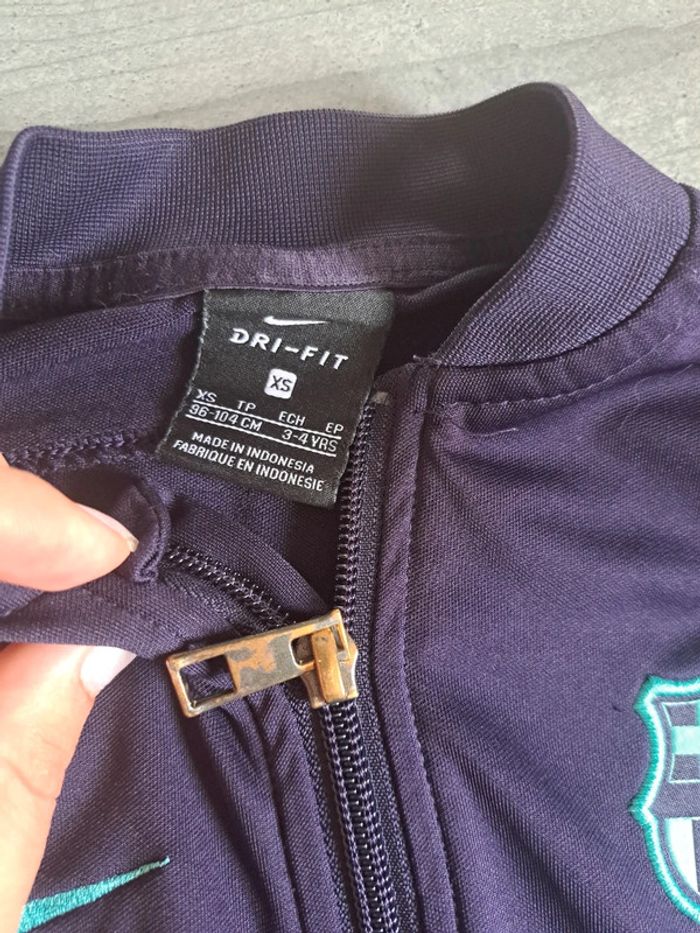 DRI-FIT
XS
XS TP ECH EP
96-104 CM 3-4 YRS
MADE IN INDONESIA
FABRIQUE EN INDONESIE